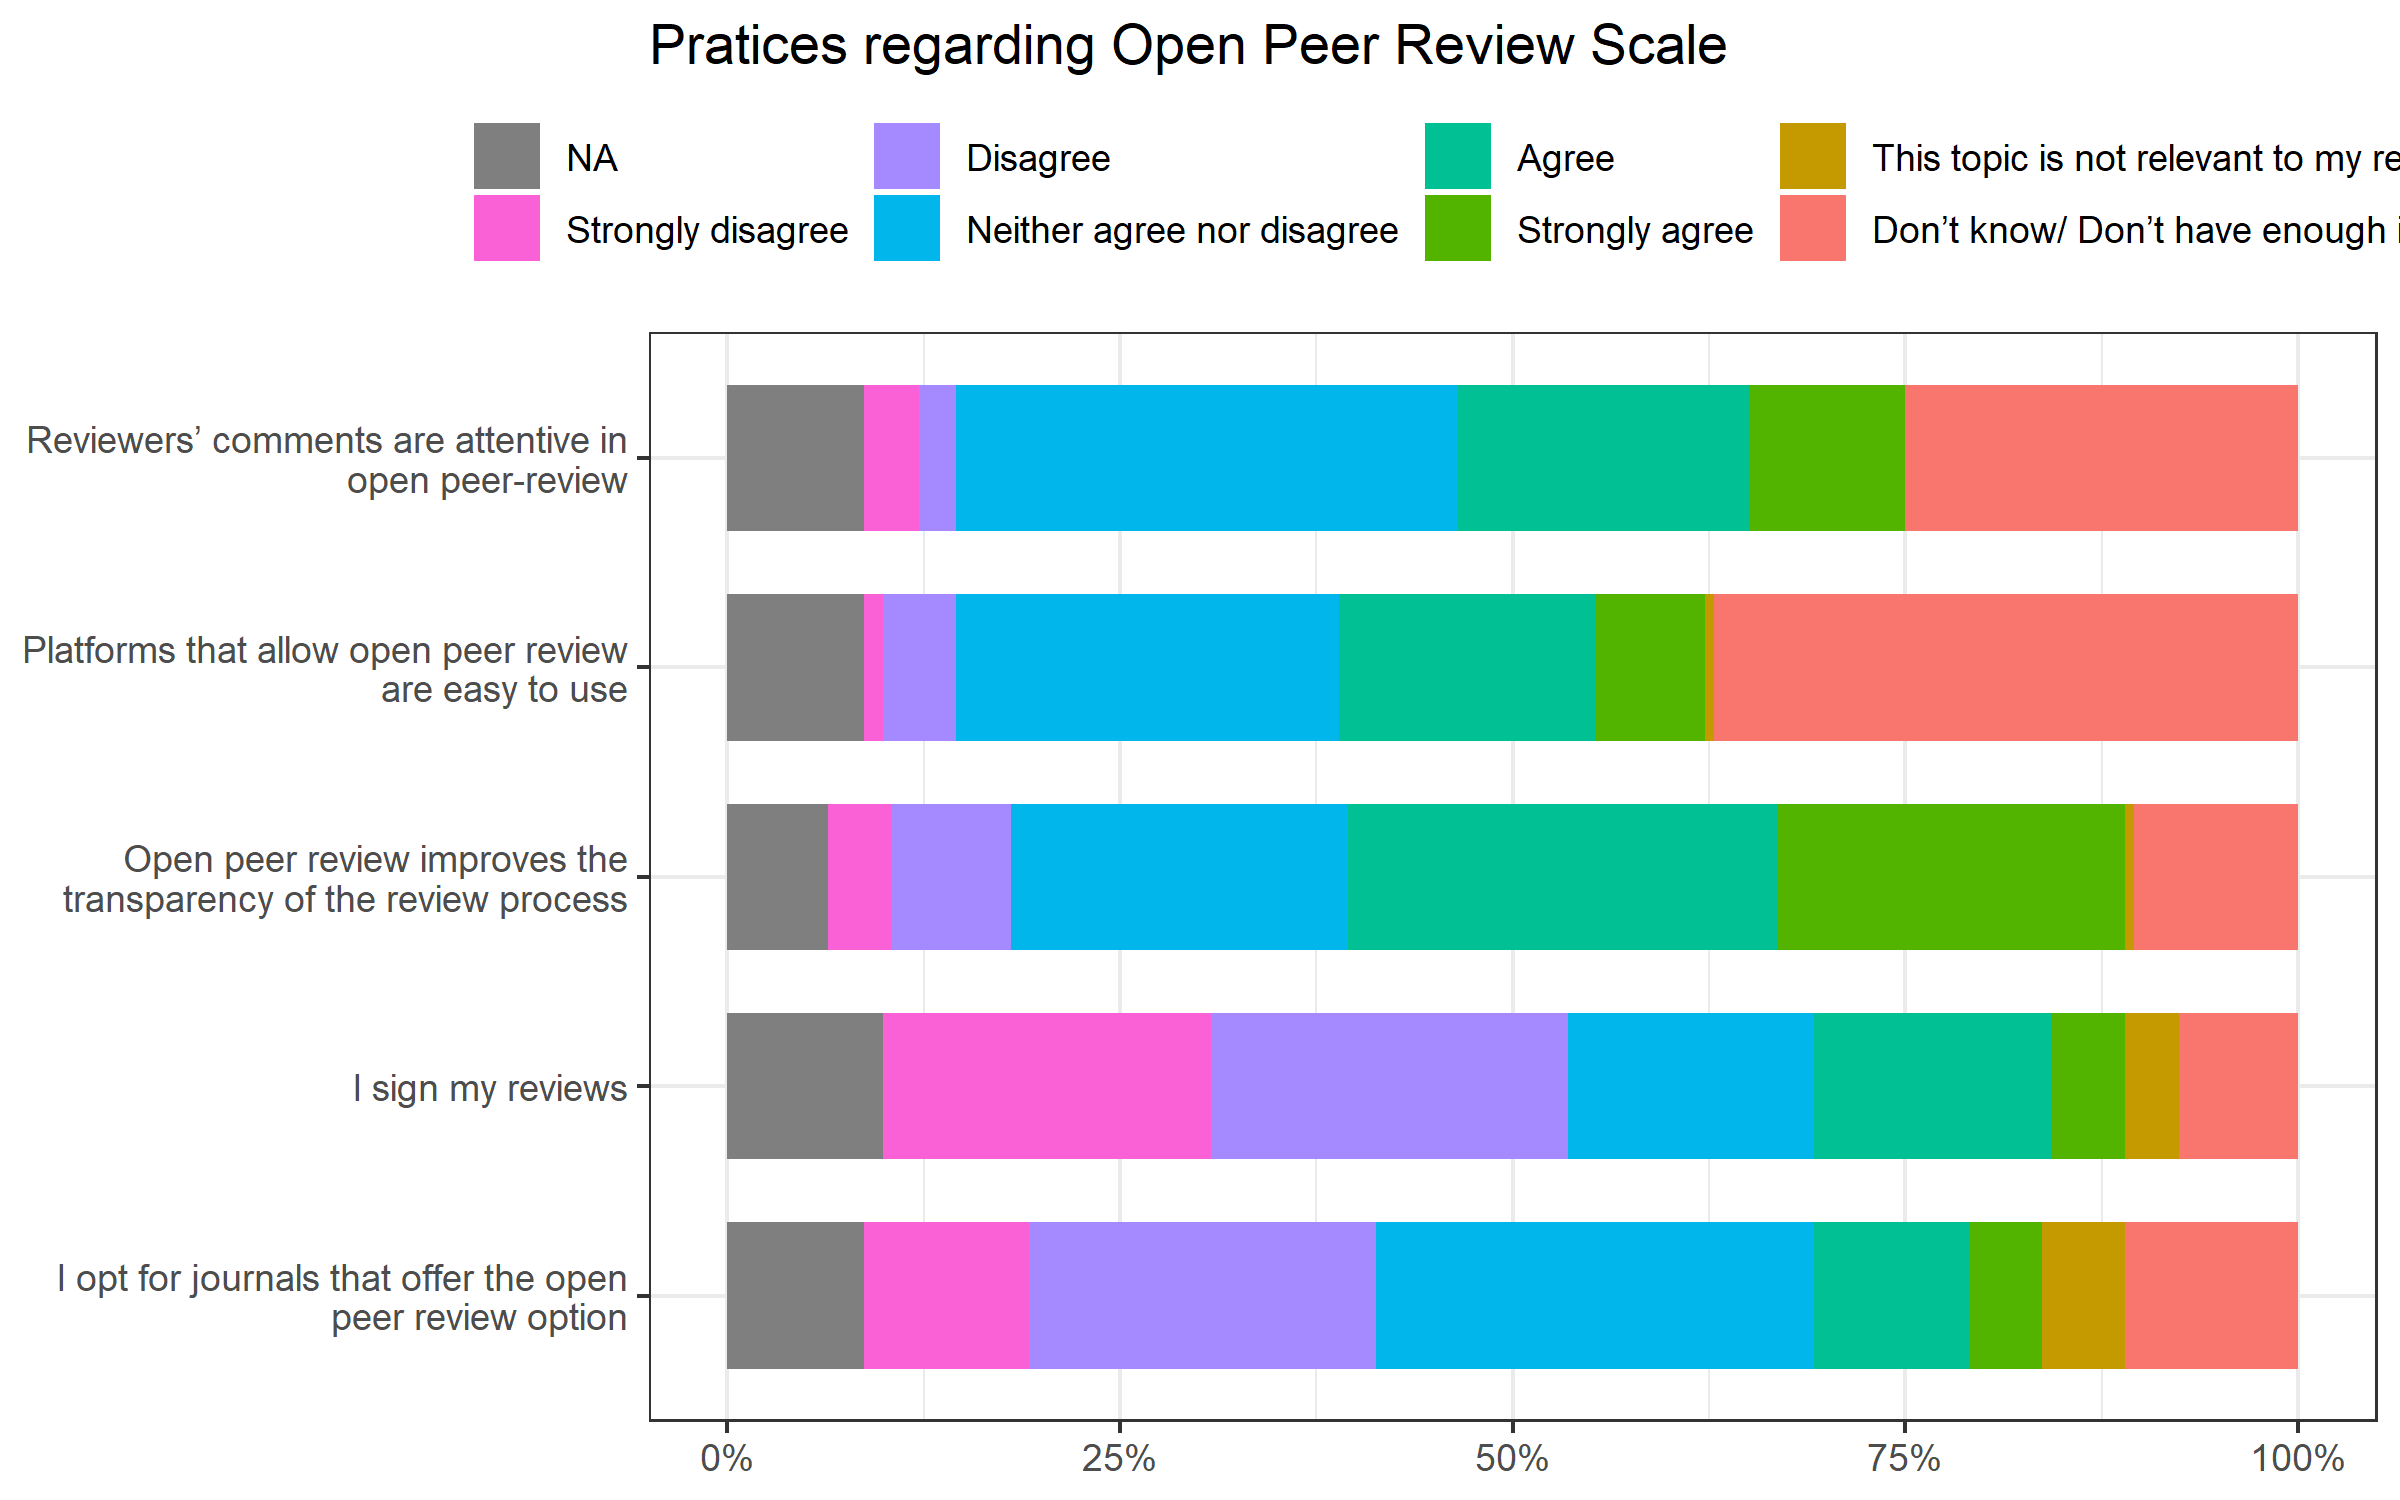 Pratices regarding Open Peer Review Scale
NA
Disagree
Agree
This topic is not relevant to my re
Strongly disagree
Neither agree nor disagree
Strongly agree
Don’t know/ Don’t have enough i
Reviewers’ comments are attentive in
open peer-review
Platforms that allow open peer review
are easy to use
Open peer review improves the
transparency of the review process
I sign my reviews
I opt for journals that offer the open
peer review option
0%
25%
50%
75%
100%